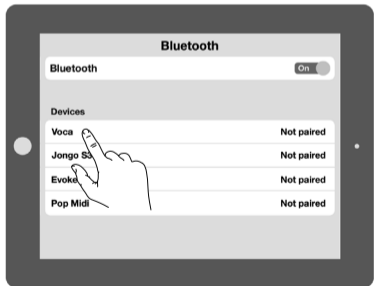 Bluetooth
Bluetooth On
Devices
Voca Not paired
Jongo S3 Not paired
Evoke Not paired
Pop Midi Not paired